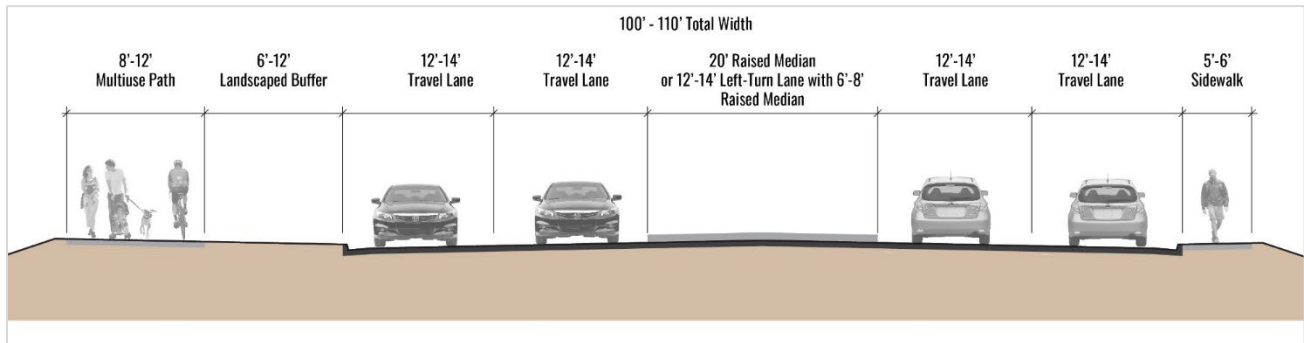 100' - 110' Total Width
8'-12'
Multiuse Path
6'-12'
Landscaped Buffer
12'-14'
Travel Lane
12'-14'
Travel Lane
20' Raised Median
or 12'-14' Left-Turn Lane with 6'-8'
Raised Median
12'-14'
Travel Lane
12'-14'
Travel Lane
5'-6'
Sidewalk